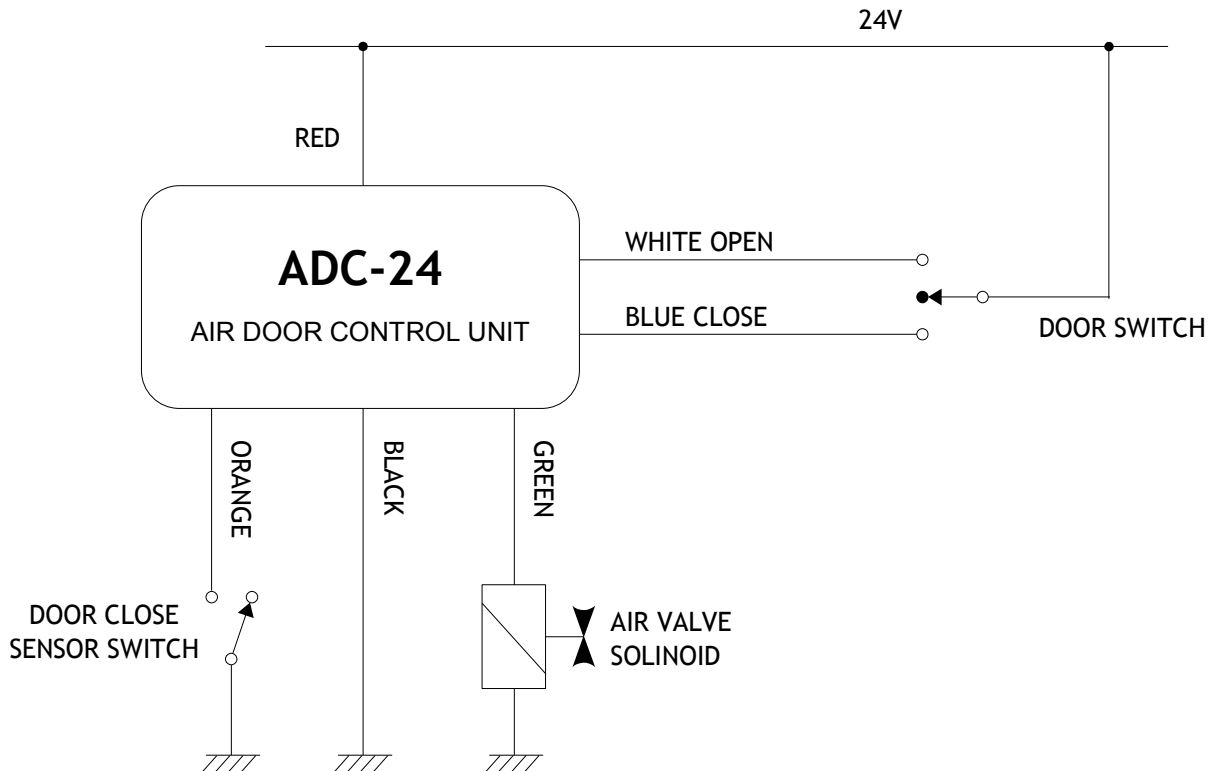 24V
RED
ADC-24
AIR DOOR CONTROL UNIT
WHITE OPEN
BLUE CLOSE
DOOR SWITCH
ORANGE
BLACK
GREEN
DOOR CLOSE
SENSOR SWITCH
AIR VALVE
SOLINOID